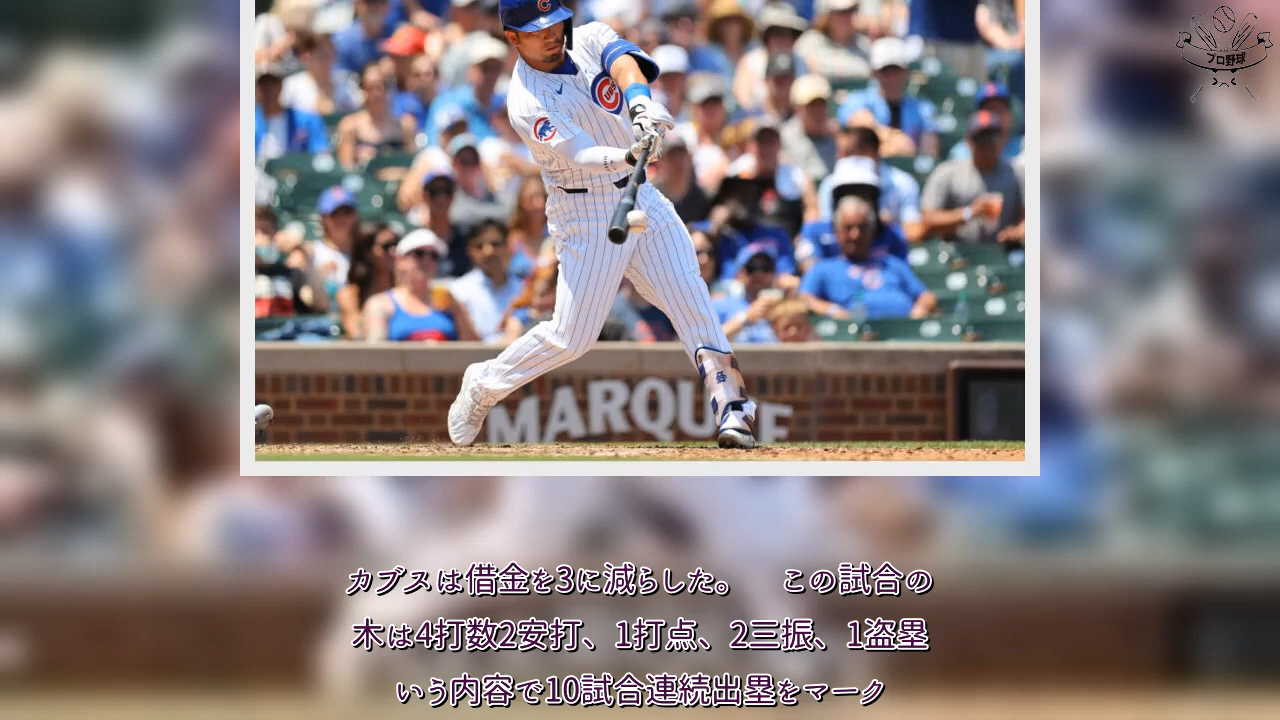 プロ野球
C
CUBS
MARQUEE
カブスは借金を3に減らした。　この試合の
木は4打数2安打、1打点、2三振、1盗塁
いう内容で10試合連続出塁をマーク